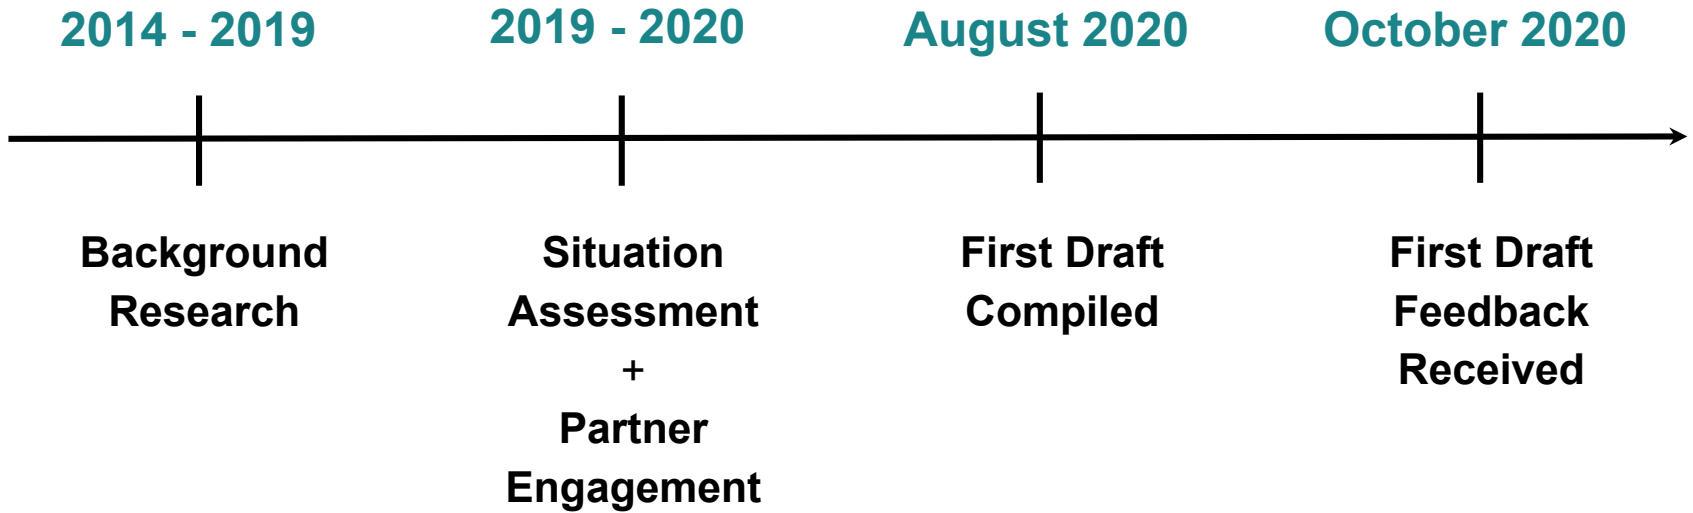 2014 - 2019
2019 - 2020
August 2020
October 2020
Background
Research
Situation
Assessment
+
Partner
Engagement
First Draft
Compiled
First Draft
Feedback
Received